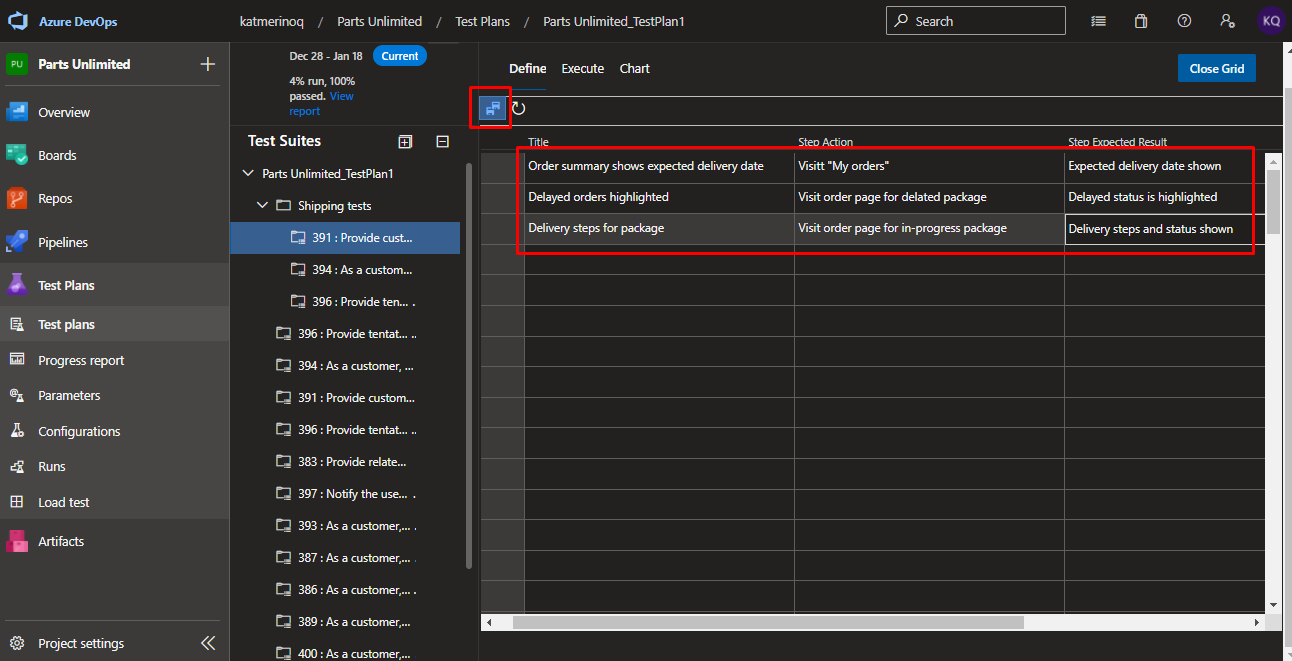 Azure DevOps
katmerinoq / Parts Unlimited / Test Plans / Parts Unlimited_TestPlan1
Search
KQ
PU
Parts Unlimited
Overview
Boards
Repos
Pipelines
Test Plans
Test plans
Progress report
Parameters
Configurations
Runs
Load test
Artifacts
Project settings
Dec 28 - Jan 18 Current
4% run, 100%
passed. View
report
Test Suites
Parts Unlimited_TestPlan1
Shipping tests
391 : Provide cust...
394 : As a custom...
396 : Provide ten... .
396 : Provide tentat... ..
394 : As a customer, ...
391 : Provide custom...
396 : Provide tentat... ..
383 : Provide relate...
397 : Notify the use... .
393 : As a customer,... .
387 : As a customer,...
386 : As a customer,... .
389 : As a customer,...
400 : As a customer,...
Define Execute Chart
Close Grid
Title Step Action Step Expected Result
Order summary shows expected delivery date Visitt "My orders" Expected delivery date shown
Delayed orders highlighted Visit order page for delated package Delayed status is highlighted
Delivery steps for package Visit order page for in-progress package Delivery steps and status shown